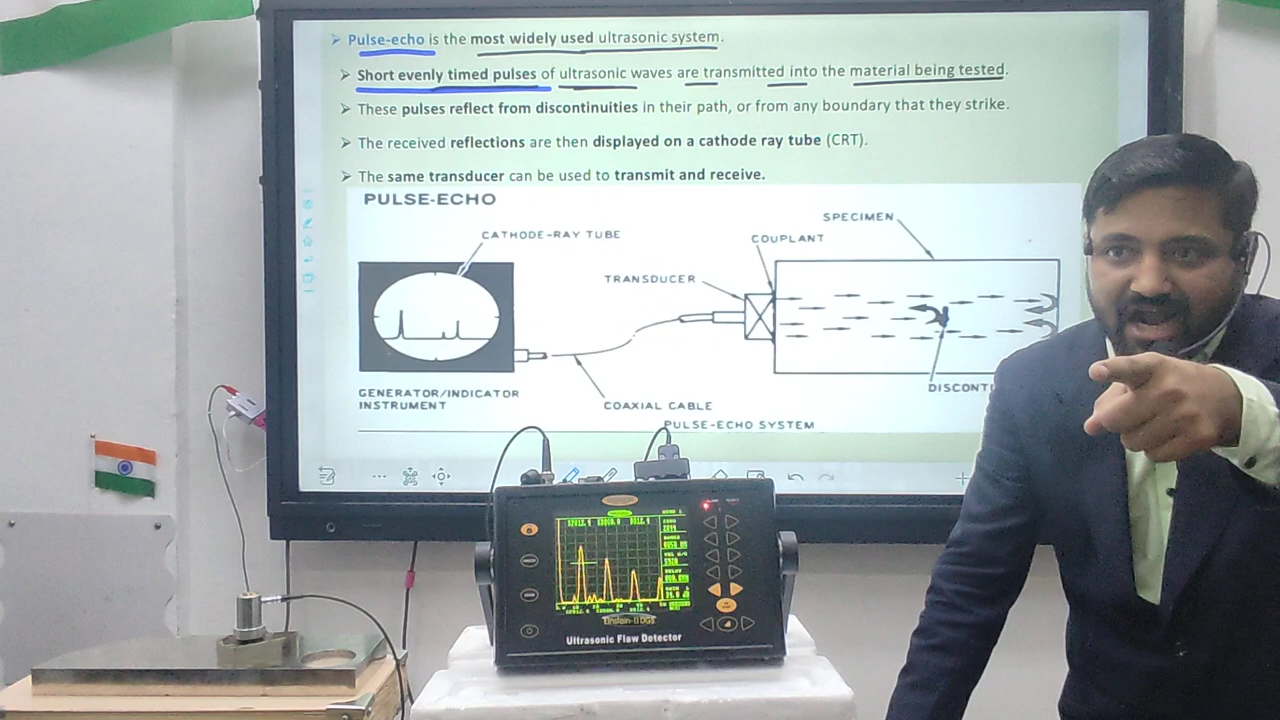 ➢ Pulse-echo is the most widely used ultrasonic system.
➢ Short evenly timed pulses of ultrasonic waves are transmitted into the material being tested.
➢ These pulses reflect from discontinuities in their path, or from any boundary that they strike.
➢ The received reflections are then displayed on a cathode ray tube (CRT).
➢ The same transducer can be used to transmit and receive.
PULSE-ECHO
CATHODE-RAY TUBE
SPECIMEN
COUPLANT
TRANSDUCER
DISCONT
GENERATOR/INDICATOR
INSTRUMENT
COAXIAL CABLE
PULSE-ECHO SYSTEM
Einstein-II DGS
Ultrasonic Flaw Detector